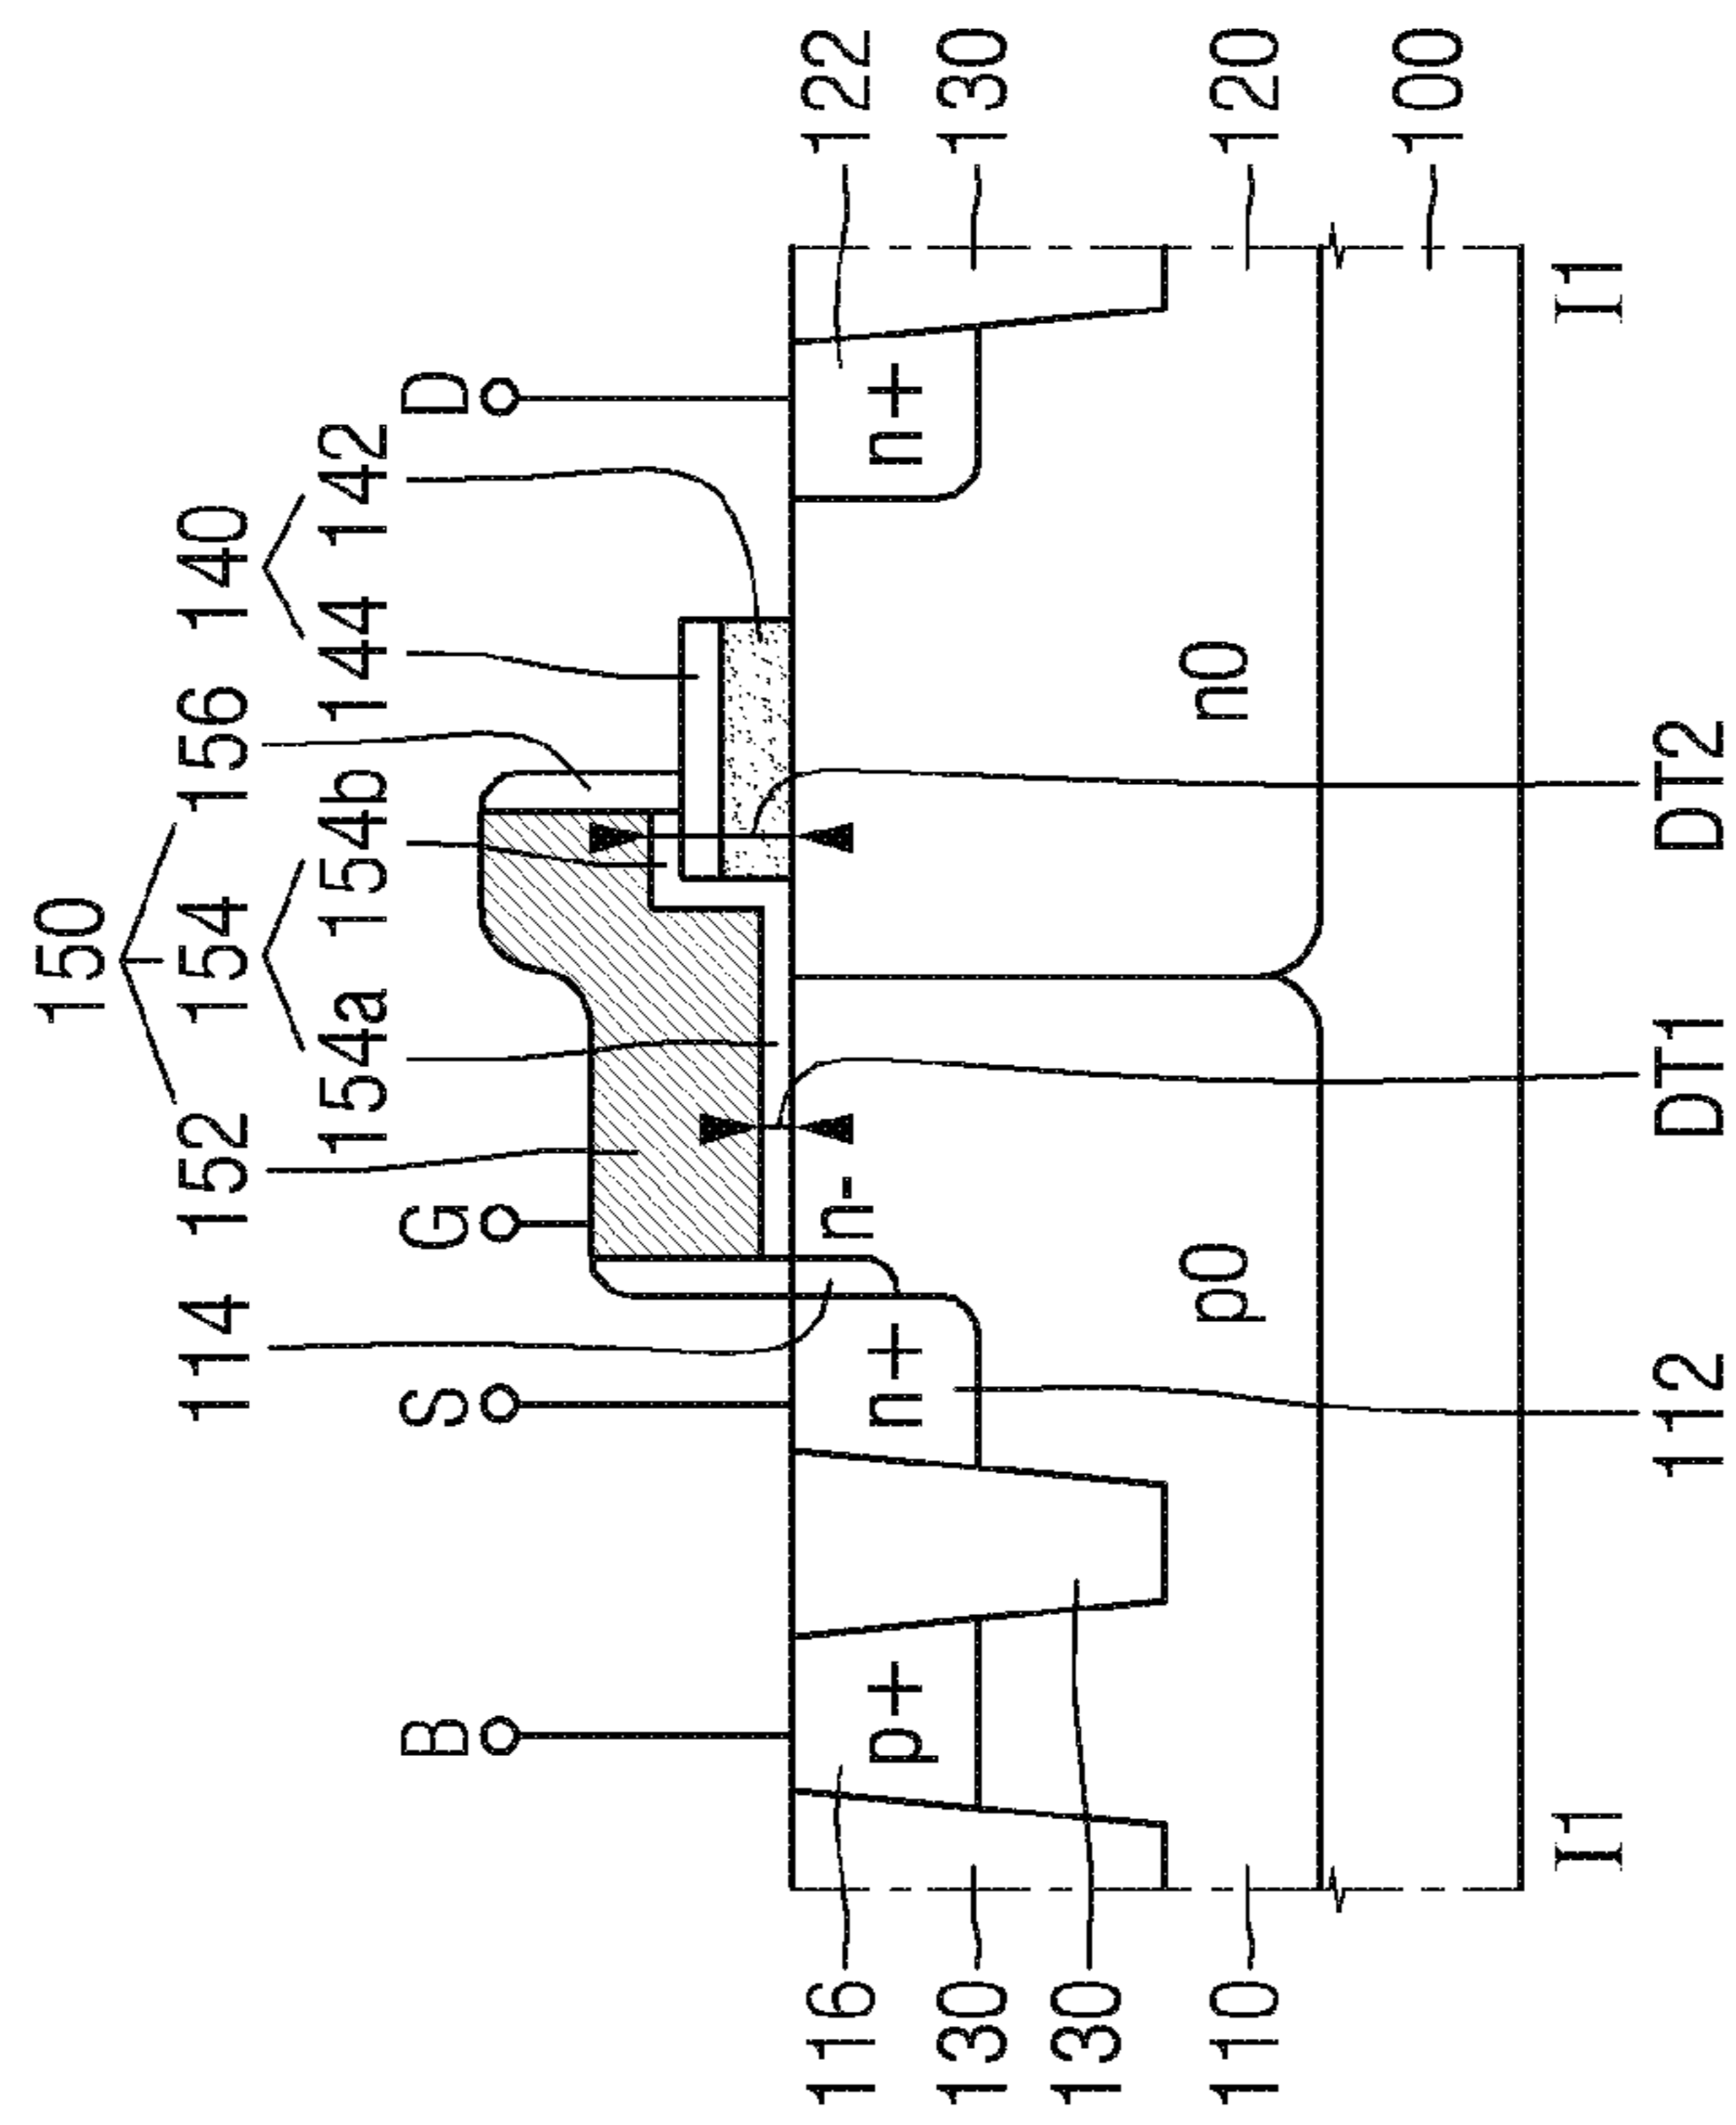 150
114 152 154 156 140
154a 154b 144 142
B S G D
116 n- 122
p+ n+ n+
130 130
130
110 p0 n0 120
100
I1 I1
112 DT1 DT2